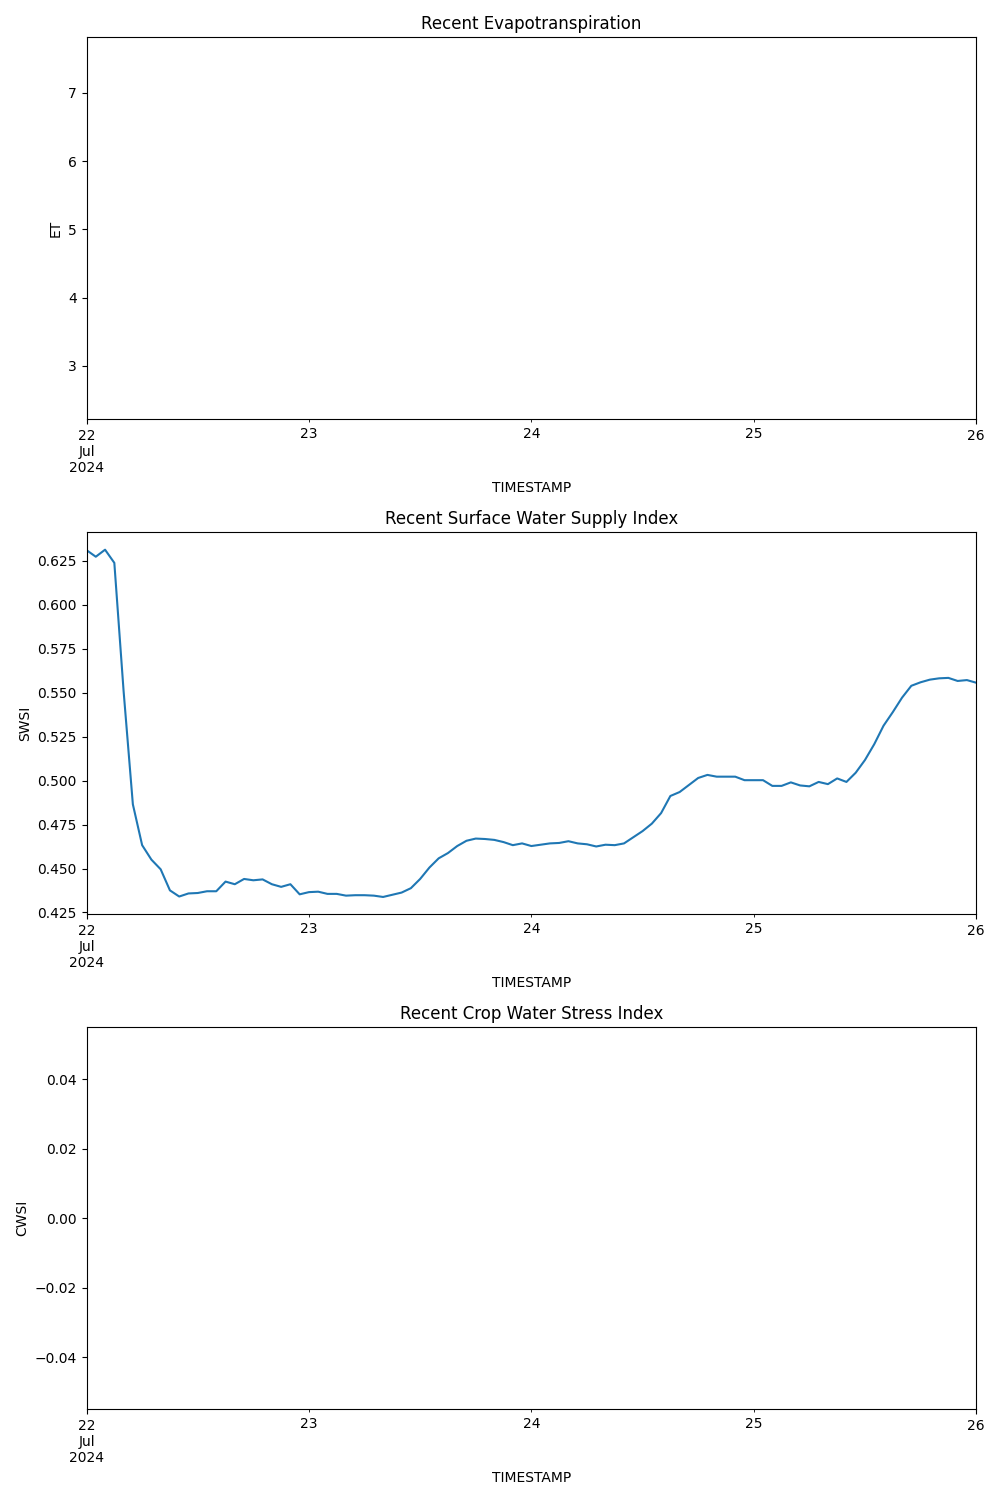 Recent Evapotranspiration
7
6
5
4
3
ET
22 23 24 25 26
Jul
2024
TIMESTAMP
Recent Surface Water Supply Index
0.625
0.600
0.575
0.550
0.525
0.500
0.475
0.450
0.425
SWSI
22 23 24 25 26
Jul
2024
TIMESTAMP
Recent Crop Water Stress Index
0.04
0.02
0.00
−0.02
−0.04
CWSI
22 23 24 25 26
Jul
2024
TIMESTAMP